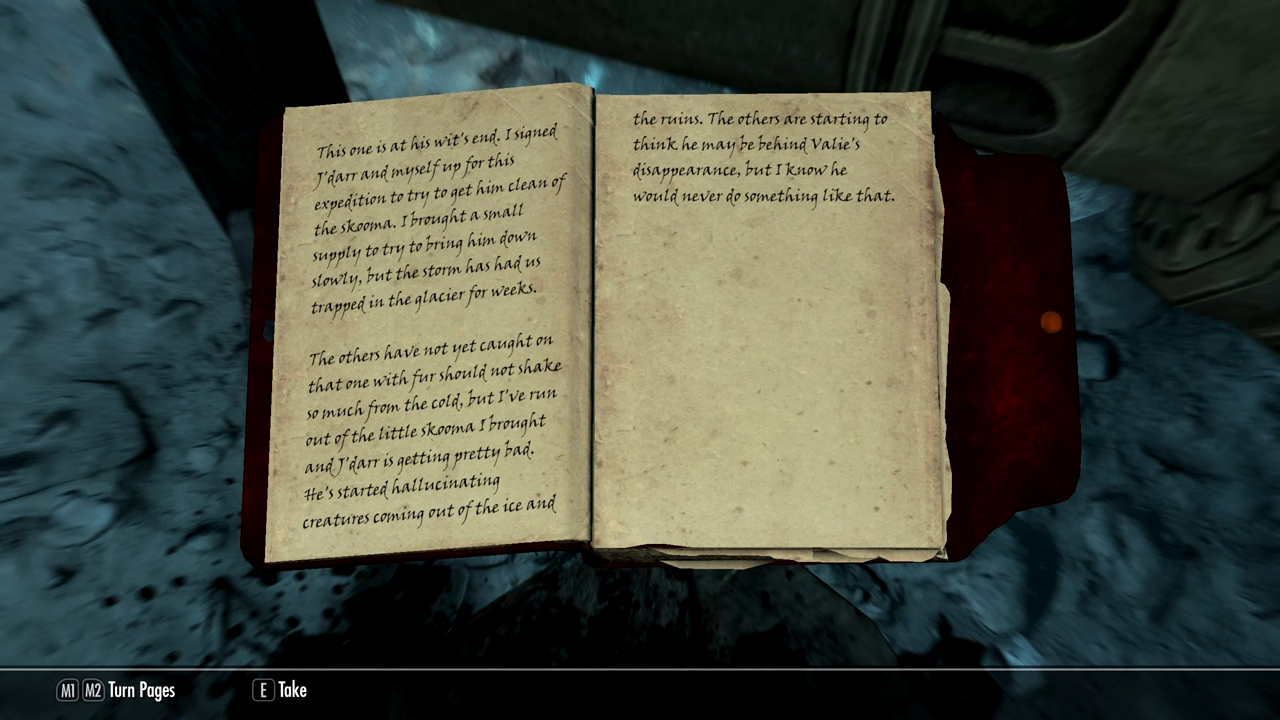 This one is at his wit's end. I signed
J'darr and myself up for this
expedition to try to get him clean of
the skooma. I brought a small
supply to try to bring him down
slowly, but the storm has had us
trapped in the glacier for weeks.
The others have not yet caught on
that one with fur should not shake
so much from the cold, but I've run
out of the little skooma I brought
and J'darr is getting pretty bad.
He's started hallucinating
creatures coming out of the ice and
the ruins. The others are starting to
think he may be behind Valie's
disappearance, but I know he
would never do something like that.
M1 M2 Turn Pages E Take